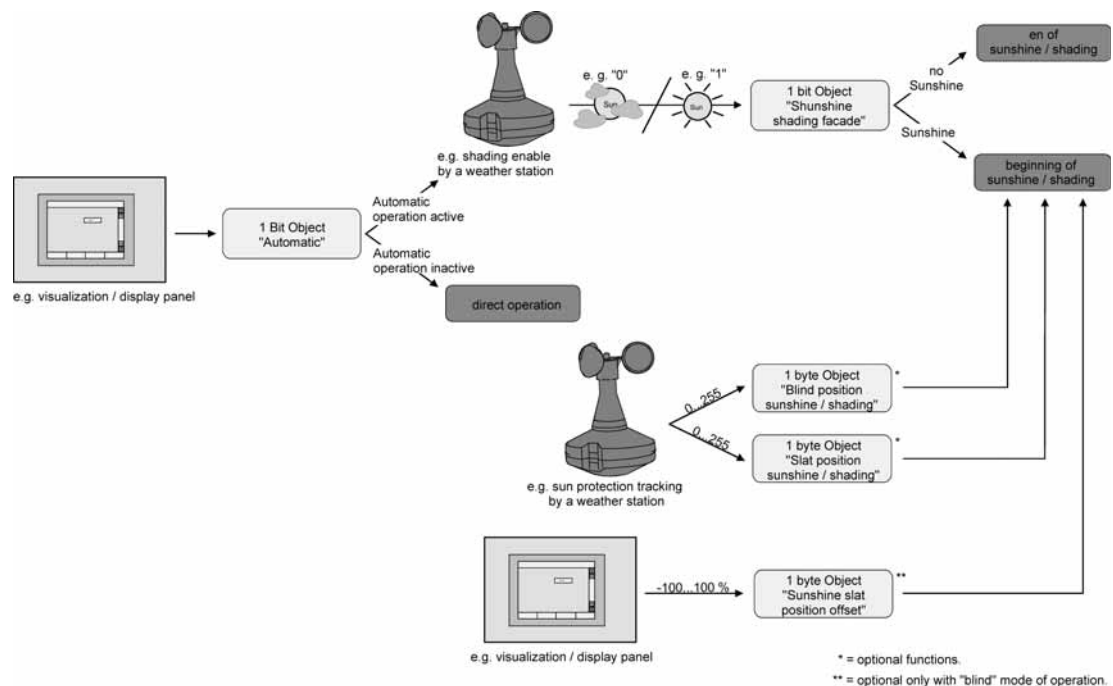 en of
sunshine / shading
e. g. "0"
e. g. "1"
no
Sunshine
Sun
Sun
1 bit Object
"Shunshine
shading facade"
Sunshine
e.g. shading enable
by a weather station
beginning of
sunshine / shading
Automatic
operation active
1 Bit Object
"Automatic"
Automatic
operation inactive
e.g. visualization / display panel
direct operation
0...255
1 byte Object
"Blind position
sunshine / shading"
*
0...255
1 byte Object
"Slat position
sunshine / shading"
*
e.g. sun protection tracking
by a weather station
-100...100 %
1 byte Object
"Sunshine slat
position offset"
**
e.g. visualization / display panel
* = optional functions.
** = optional only with "blind" mode of operation.